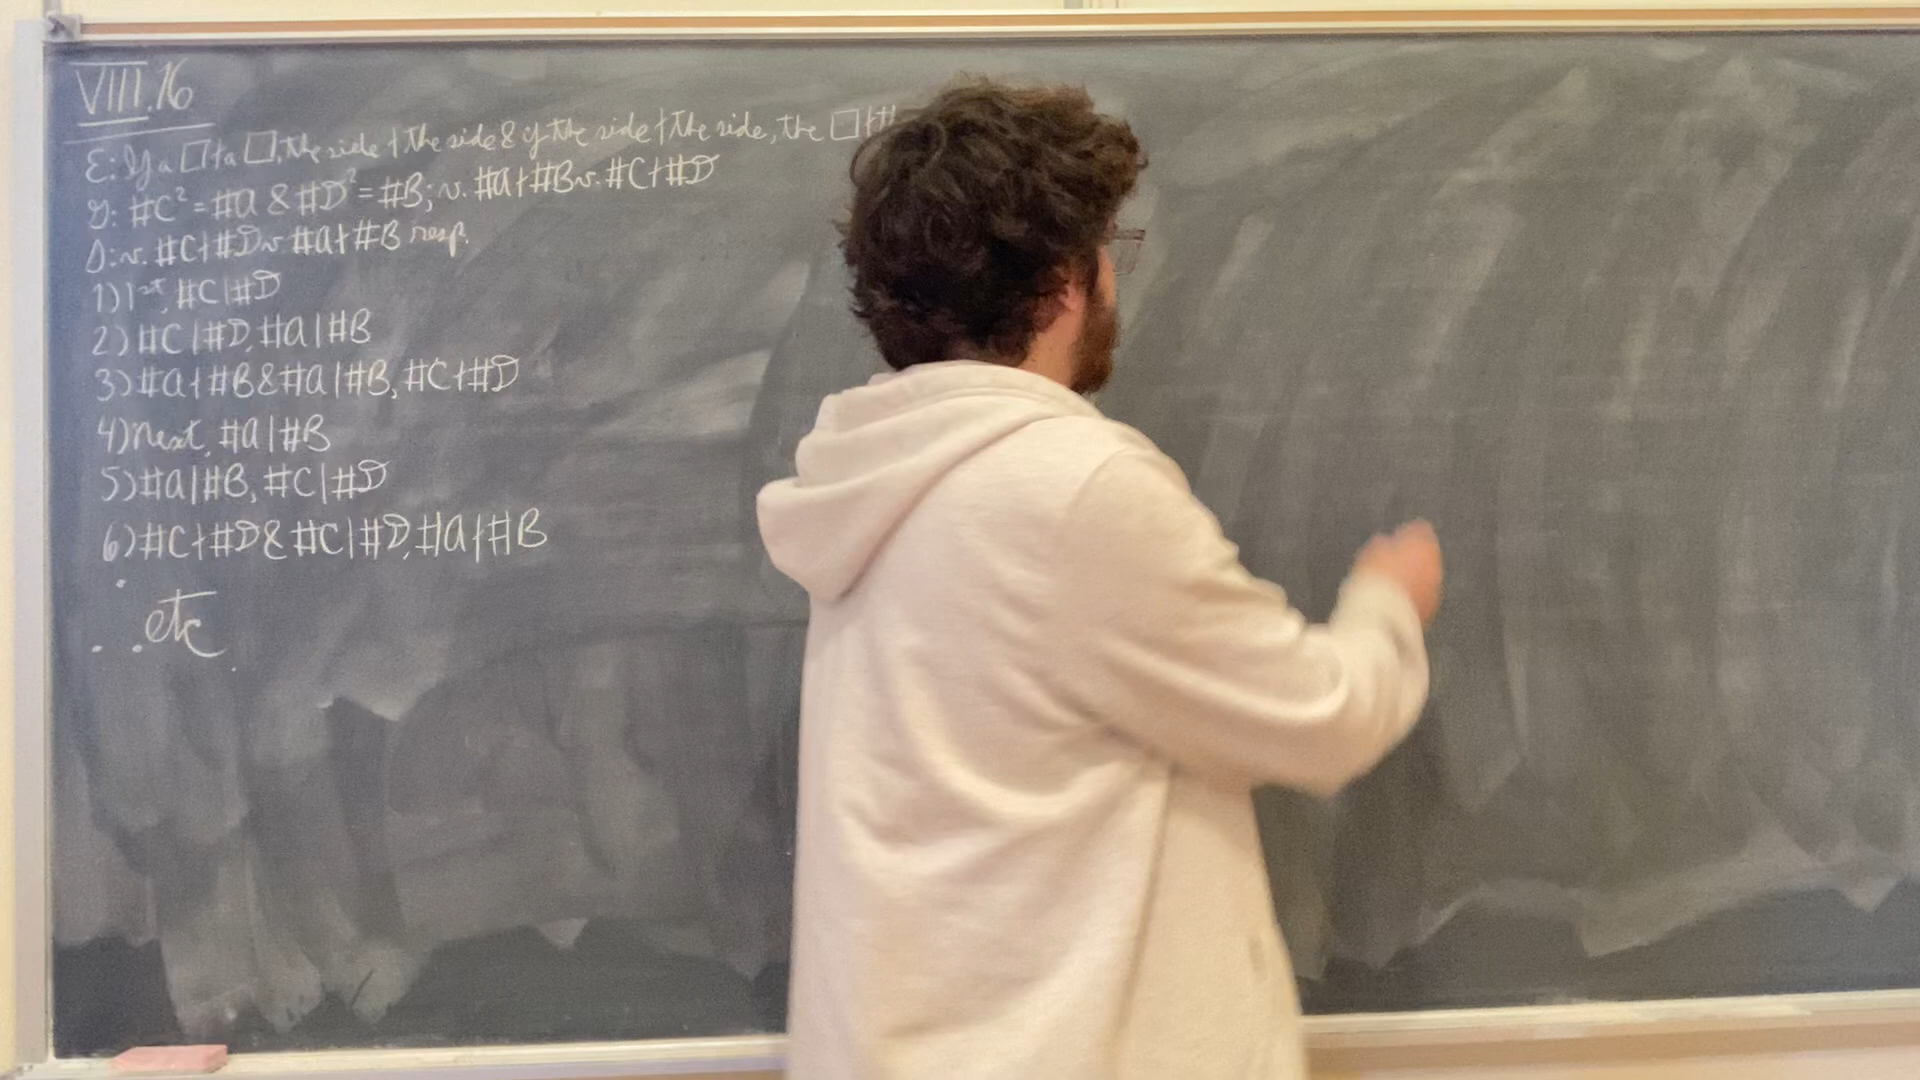 VIII.16
E: If a □ ∤ a □, the side ∤ the side & if the side ∤ the side, the □ ∤ th
G: #C² = #A & #D² = #B; w. #A ∤ #B w. #C ∤ #D
D: w. #C ∤ #D w #A ∤ #B resp.
1) 1st, #C | #D
2) #C | #D, #A | #B
3) #A ∤ #B & #A | #B, #C ∤ #D
4) next, #A | #B
5) #A | #B, #C | #D
6) #C ∤ #D & #C | #D, #A ∤ #B
∴ etc